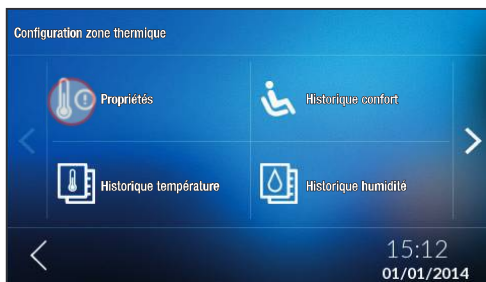 Configuration zone thermique
Propriétés
Historique confort
Historique température
Historique humidité
15:12
01/01/2014